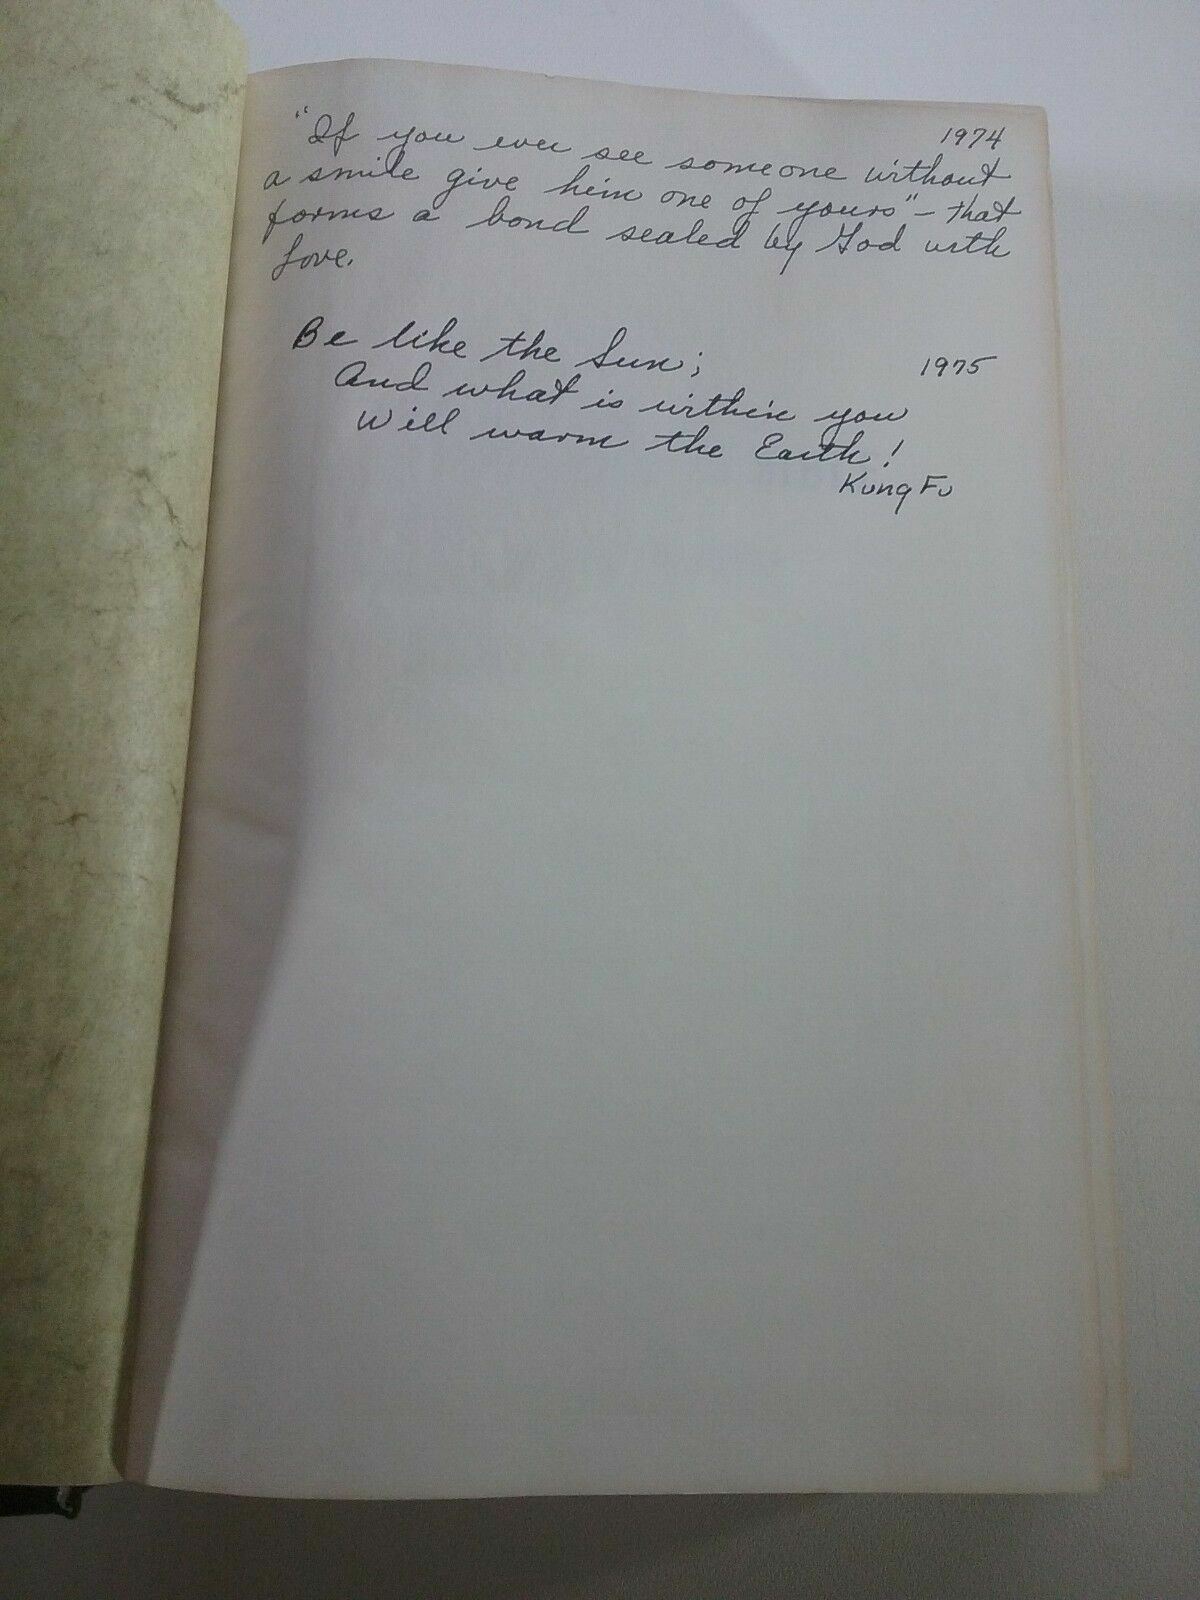 1974
"If you ever see someone without
a smile give him one of yours" – that
forms a bond sealed by God with
love.
Be like the Sun;
1975
And what is within you
Will warm the Earth!
Kung Fu